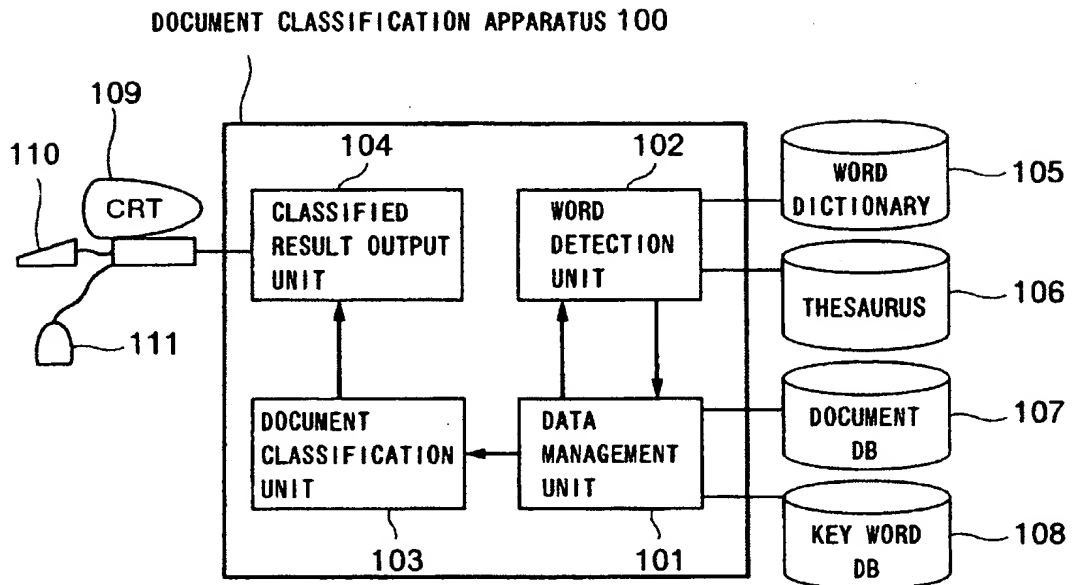 DOCUMENT CLASSIFICATION APPARATUS 100
109
110
CRT
111
104
CLASSIFIED
RESULT OUTPUT
UNIT
102
WORD
DETECTION
UNIT
DOCUMENT
CLASSIFICATION
UNIT
103
DATA
MANAGEMENT
UNIT
101
WORD
DICTIONARY
105
THESAURUS
106
DOCUMENT
DB
107
KEY WORD
DB
108